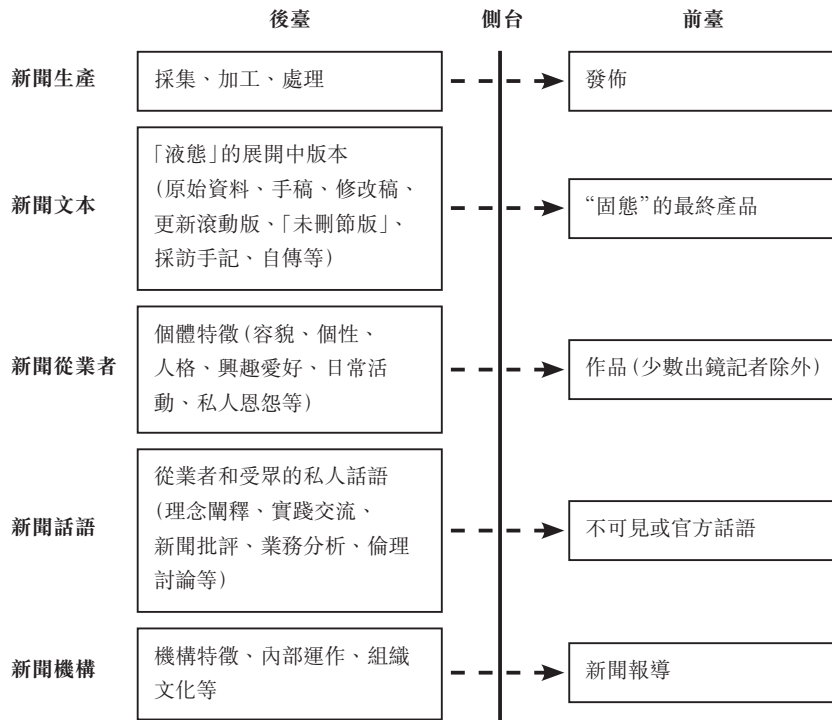 後臺
側台
前臺
新聞生產
採集、加工、處理
發佈
新聞文本
「液態」的展開中版本
(原始資料、手稿、修改稿、
更新滾動版、「未刪節版」、
採訪手記、自傳等)
“固態”的最終產品
新聞從業者
個體特徵(容貌、個性、
人格、興趣愛好、日常活
動、私人恩怨等)
作品(少數出鏡記者除外)
新聞話語
從業者和受眾的私人話語
(理念闡釋、實踐交流、
新聞批評、業務分析、倫理
討論等)
不可見或官方話語
新聞機構
機構特徵、內部運作、組織
文化等
新聞報導